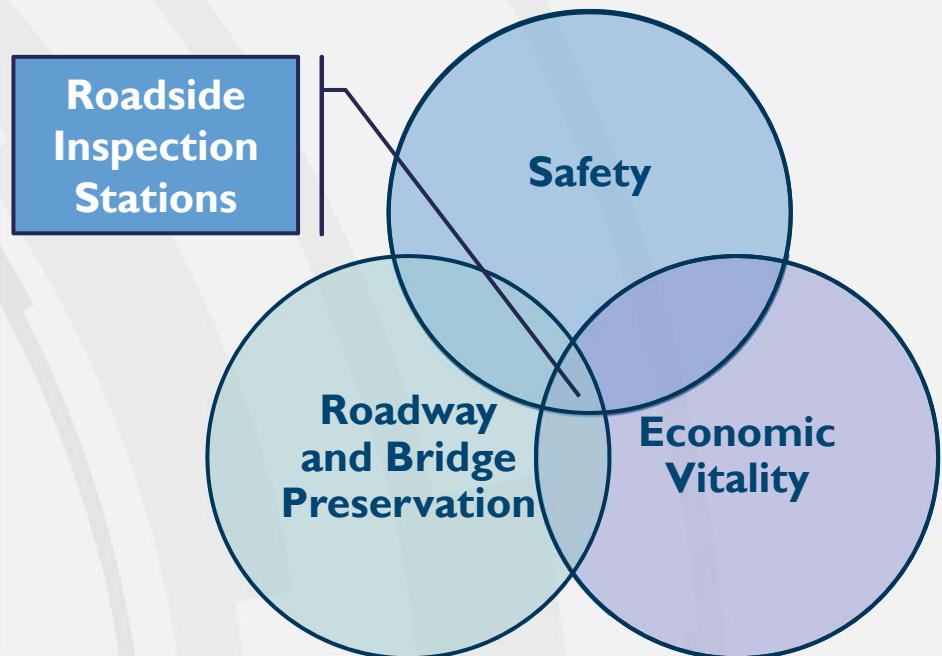 Roadside
Inspection
Stations
Safety
Roadway
and Bridge
Preservation
Economic
Vitality